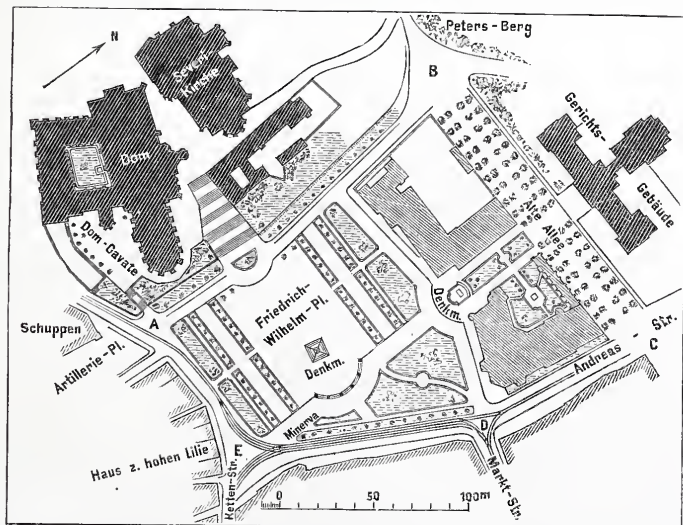 Peters-Berg
N
Severi-
Kirche
B
Gerichts-
Gebäude
Dom
Dom-Cavate
Alte
Allee
Denkm.
Friedrich-
Wilhelm-Pl.
Denkm.
Schuppen
A
Artillerie-Pl.
Andreas-Str.
C
Minerva
D
Haus z. hohen Lilie
E
Ketten-Str.
Markt-Str.
0 50 100m